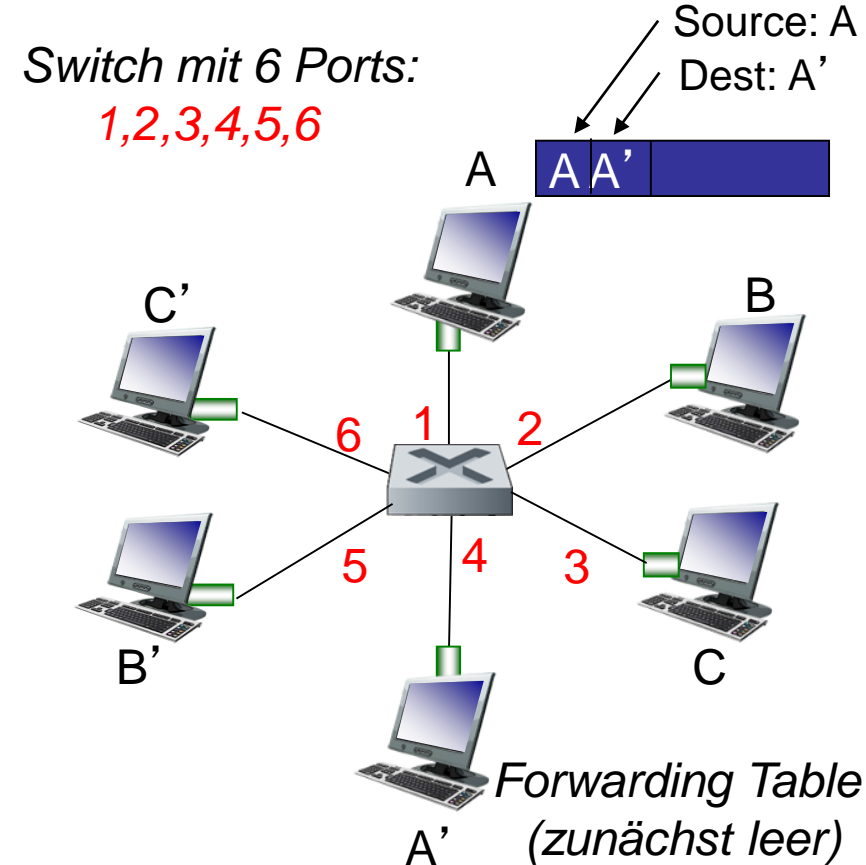 Switch mit 6 Ports:
1,2,3,4,5,6
Source: A
Dest: A’
A A’
A
B
C’
6
1
2
5
4
3
B’
C
A’
Forwarding Table
(zunächst leer)